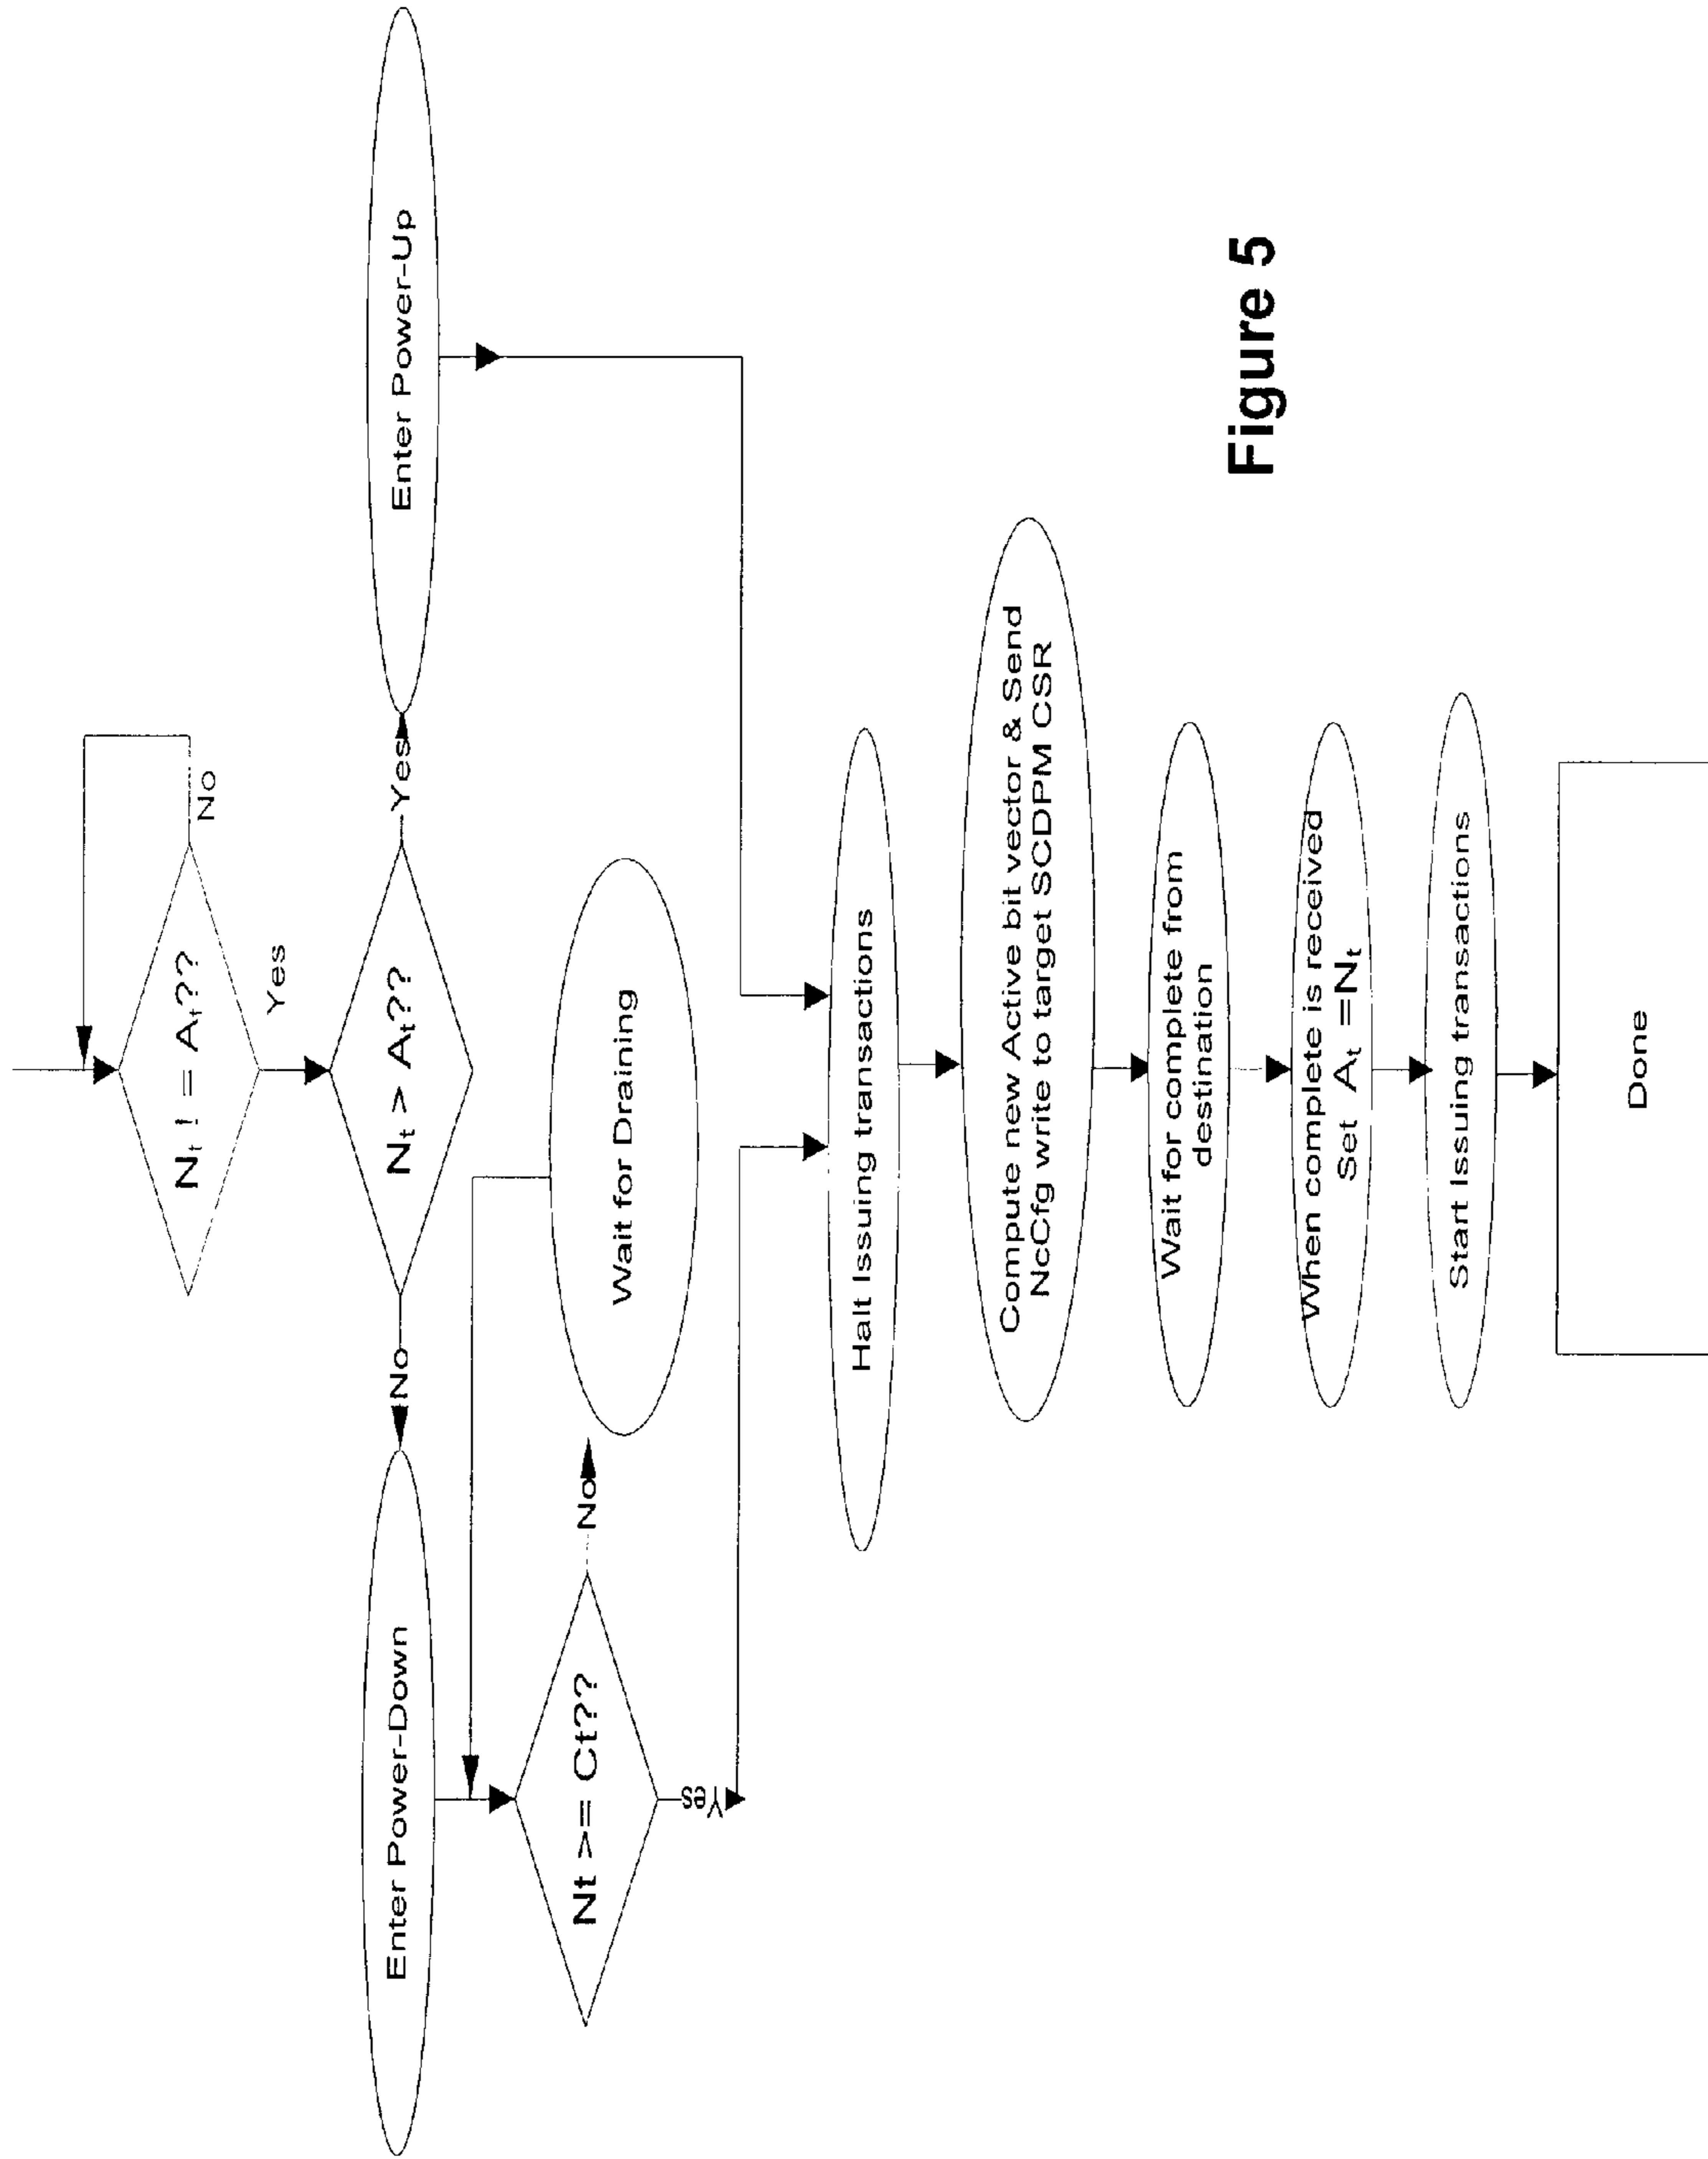 Nt ! = At??
No
Yes
Nt > At??
No
Yes
Enter Power-Down
Enter Power-Up
Nt >= Ct??
No
Wait for Draining
Yes
Halt Issuing transactions
Compute new Active bit vector & Send
NcCfg write to target SCDPM CSR
Wait for complete from
destination
When complete is received
Set At =Nt
Start Issuing transactions
Done
Figure 5